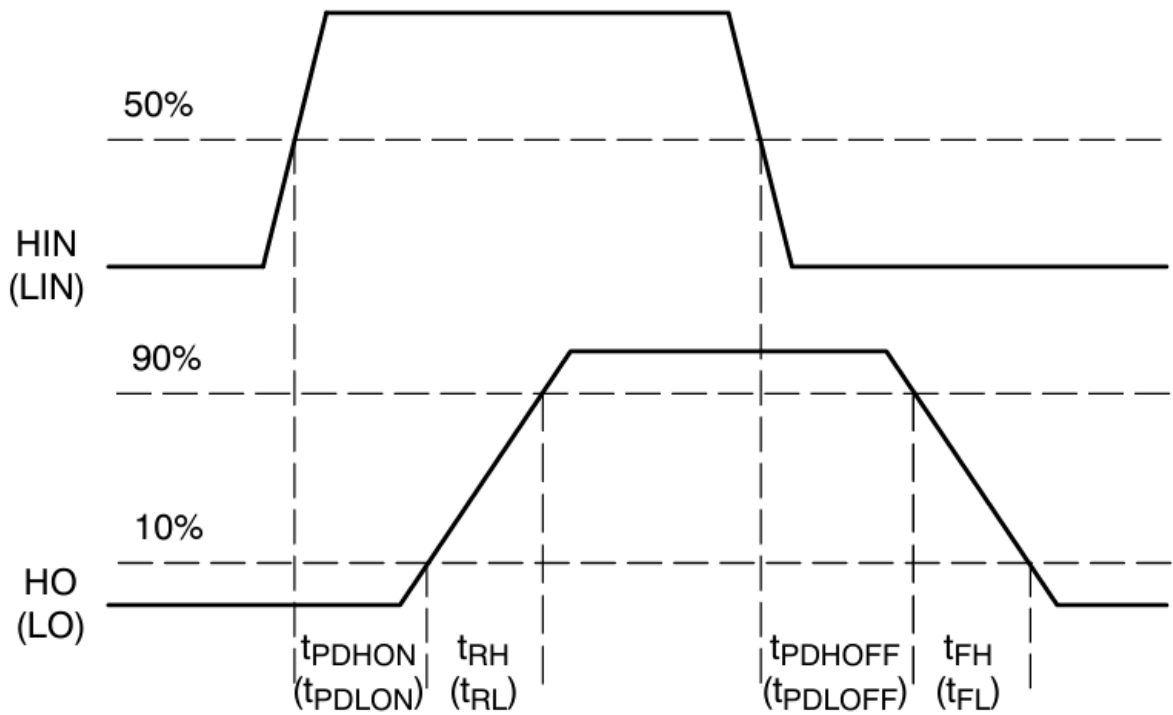 50%
HIN
(LIN)
90%
10%
HO
(LO)
tPDHON tRH tPDHOFF tFH
(tPDLON) (tRL) (tPDLOFF) (tFL)